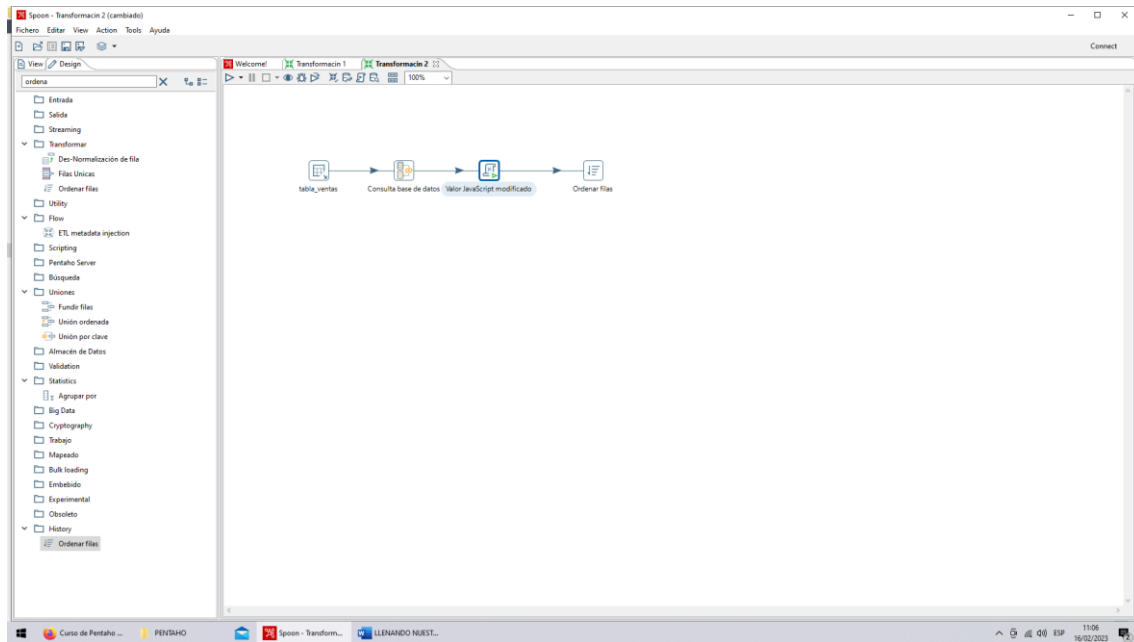 Spoon - Transformacin 2 (cambiado)
Fichero Editar View Action Tools Ayuda
Connect
View Design
Welcome! Transformacin 1 Transformacin 2
ordena
100%
Entrada
Salida
Streaming
Transformar
Des-Normalización de fila
Filas Unicas
Ordenar filas
Utility
Flow
ETL metadata injection
Scripting
Pentaho Server
Búsqueda
Uniones
Fundir filas
Unión ordenada
Unión por clave
Almacén de Datos
Validation
Statistics
Agrupar por
Big Data
Cryptography
Trabajo
Mapeado
Bulk loading
Embebido
Experimental
Obsoleto
History
Ordenar filas
tabla_ventas Consulta base de datos Valor JavaScript modificado Ordenar filas
Curso de Pentaho ... PENTAHO Spoon - Transform... LLENANDO NUEST... ESP 11:06
16/02/2023